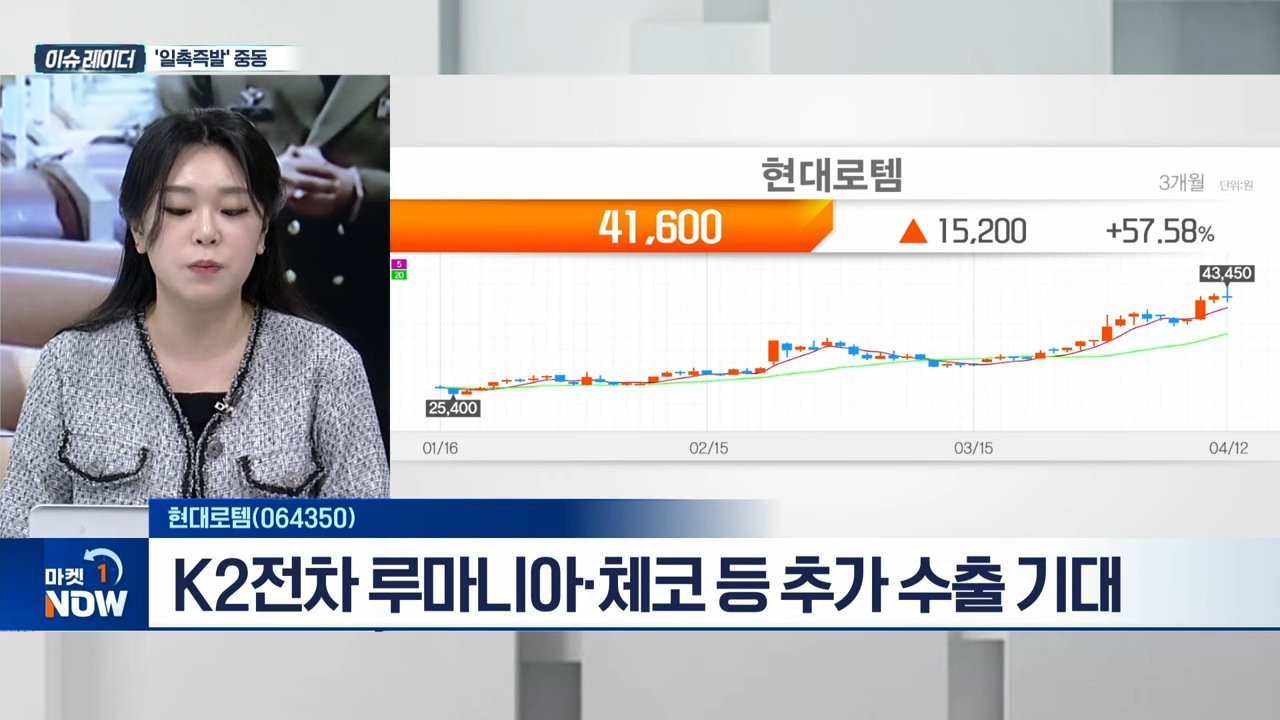 이슈 레이더 '일촉즉발' 중동
현대로템
3개월 단위:원
41,600 ▲ 15,200 +57.58%
5
20
43,450
25,400
01/16 02/15 03/15 04/12
현대로템(064350)
마켓 1
NOW
K2전차 루마니아·체코 등 추가 수출 기대